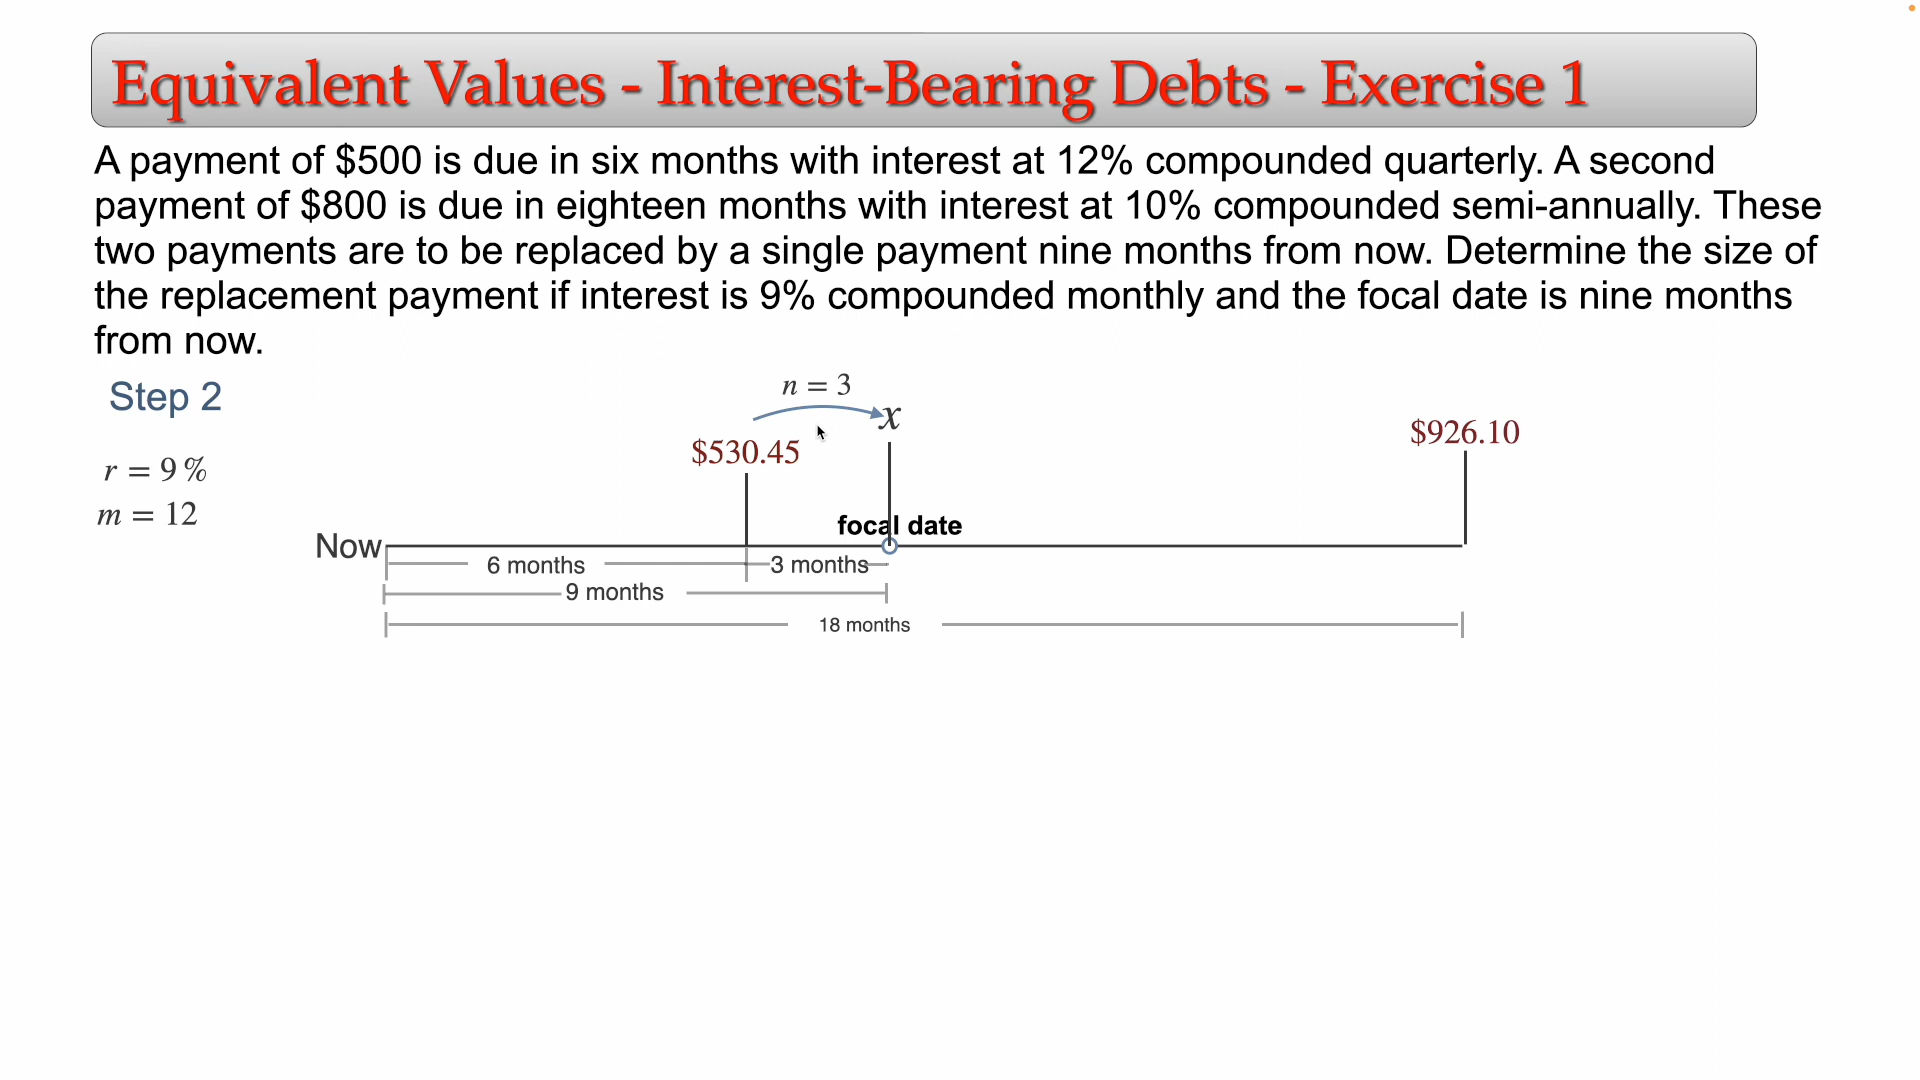 Equivalent Values - Interest-Bearing Debts - Exercise 1
A payment of $500 is due in six months with interest at 12% compounded quarterly. A second
payment of $800 is due in eighteen months with interest at 10% compounded semi-annually. These
two payments are to be replaced by a single payment nine months from now. Determine the size of
the replacement payment if interest is 9% compounded monthly and the focal date is nine months
from now.
Step 2
n = 3
x
$530.45
$926.10
r = 9 %
m = 12
focal date
Now
6 months
3 months
9 months
18 months